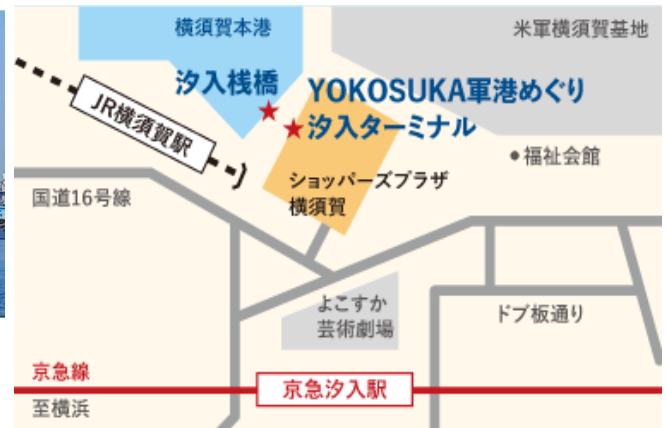 横須賀本港
米軍横須賀基地
汐入桟橋
YOKOSUKA軍港めぐり
汐入ターミナル
JR横須賀駅
福祉会館
ショッパーズプラザ
横須賀
国道16号線
よこすか
芸術劇場
ドブ板通り
京急線
京急汐入駅
至横浜